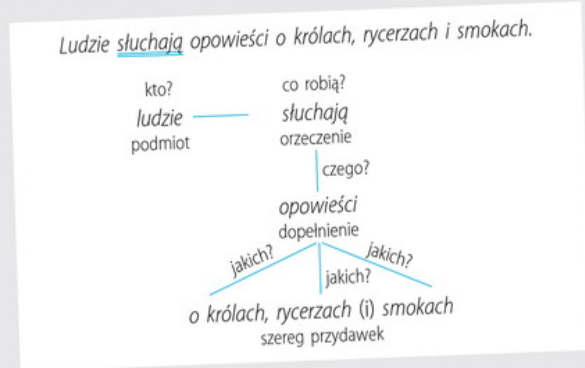 Ludzie słuchają opowieści o królach, rycerzach i smokach.
kto? co robią?
ludzie słuchają
podmiot orzeczenie
czego?
opowieści
dopełnienie
jakich? jakich? jakich?
o królach, rycerzach (i) smokach
szereg przydawek